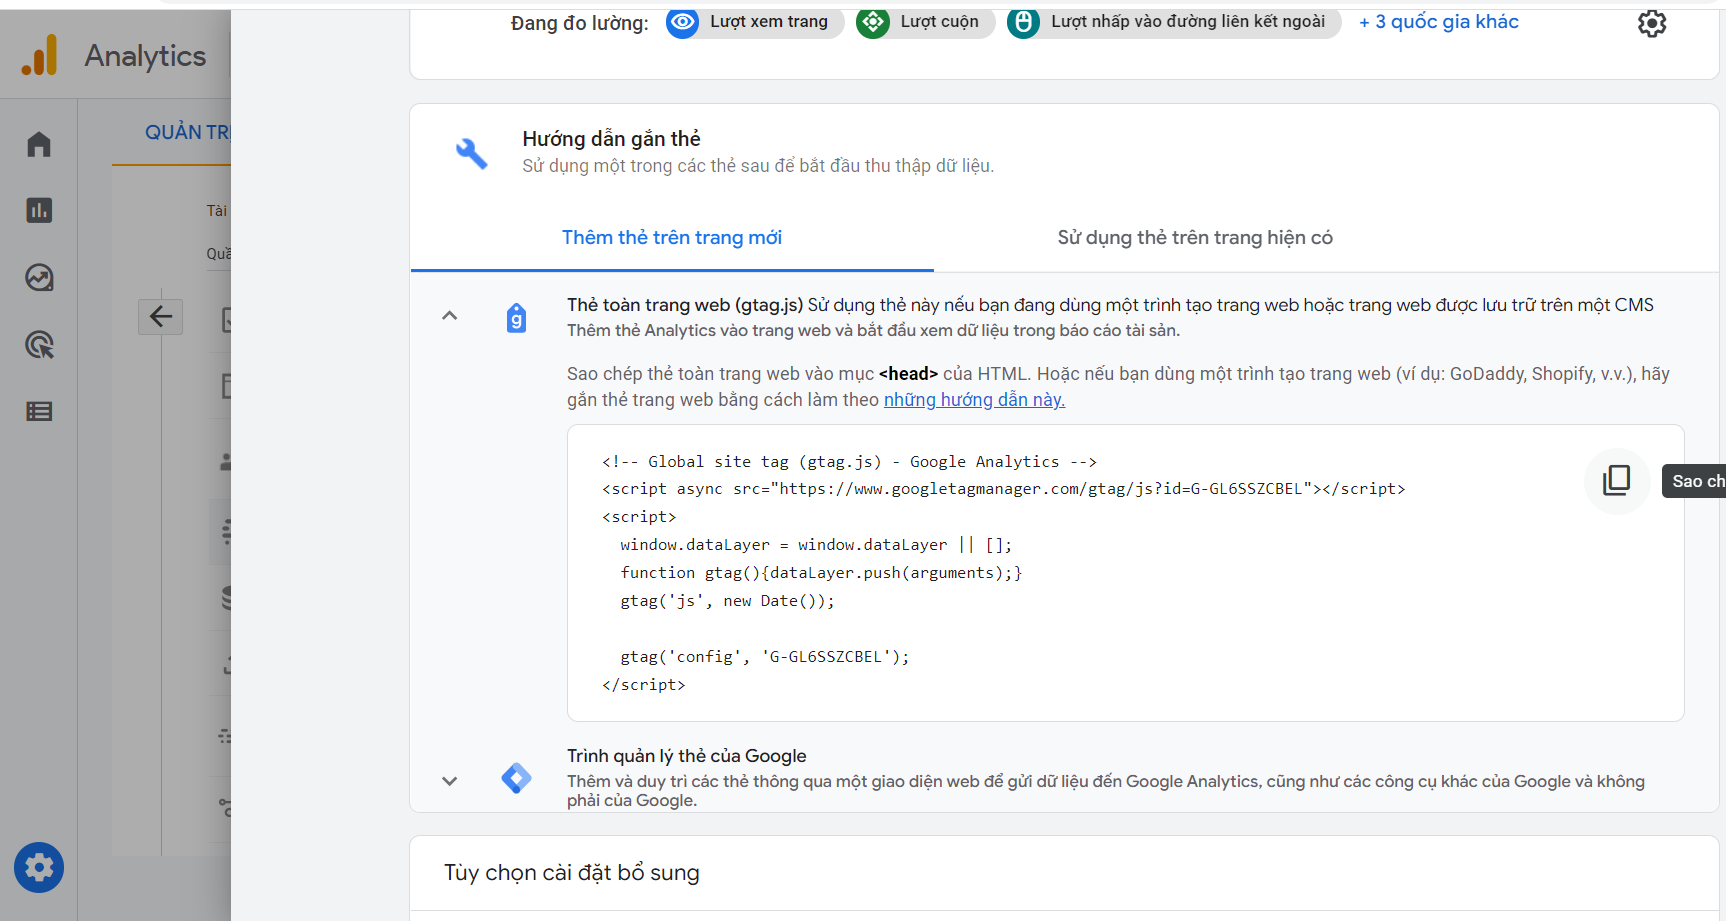 Đang đo lường: Lượt xem trang Lượt cuộn Lượt nhấp vào đường liên kết ngoài + 3 quốc gia khác
Analytics
QUẢN TRỊ
Tài
Hướng dẫn gắn thẻ
Sử dụng một trong các thẻ sau để bắt đầu thu thập dữ liệu.
Thêm thẻ trên trang mới Sử dụng thẻ trên trang hiện có
Thẻ toàn trang web (gtag.js) Sử dụng thẻ này nếu bạn đang dùng một trình tạo trang web hoặc trang web được lưu trữ trên một CMS
Thêm thẻ Analytics vào trang web và bắt đầu xem dữ liệu trong báo cáo tài sản.
Sao chép thẻ toàn trang web vào mục <head> của HTML. Hoặc nếu bạn dùng một trình tạo trang web (ví dụ: GoDaddy, Shopify, v.v.), hãy
gắn thẻ trang web bằng cách làm theo những hướng dẫn này.
<!-- Global site tag (gtag.js) - Google Analytics -->
<script async src="https://www.googletagmanager.com/gtag/js?id=G-GL6SSZCBEL"></script>
<script>
window.dataLayer = window.dataLayer || [];
function gtag(){dataLayer.push(arguments);}
gtag('js', new Date());
gtag('config', 'G-GL6SSZCBEL');
</script>
Sao ch
Trình quản lý thẻ của Google
Thêm và duy trì các thẻ thông qua một giao diện web để gửi dữ liệu đến Google Analytics, cũng như các công cụ khác của Google và không
phải của Google.
Tùy chọn cài đặt bổ sung